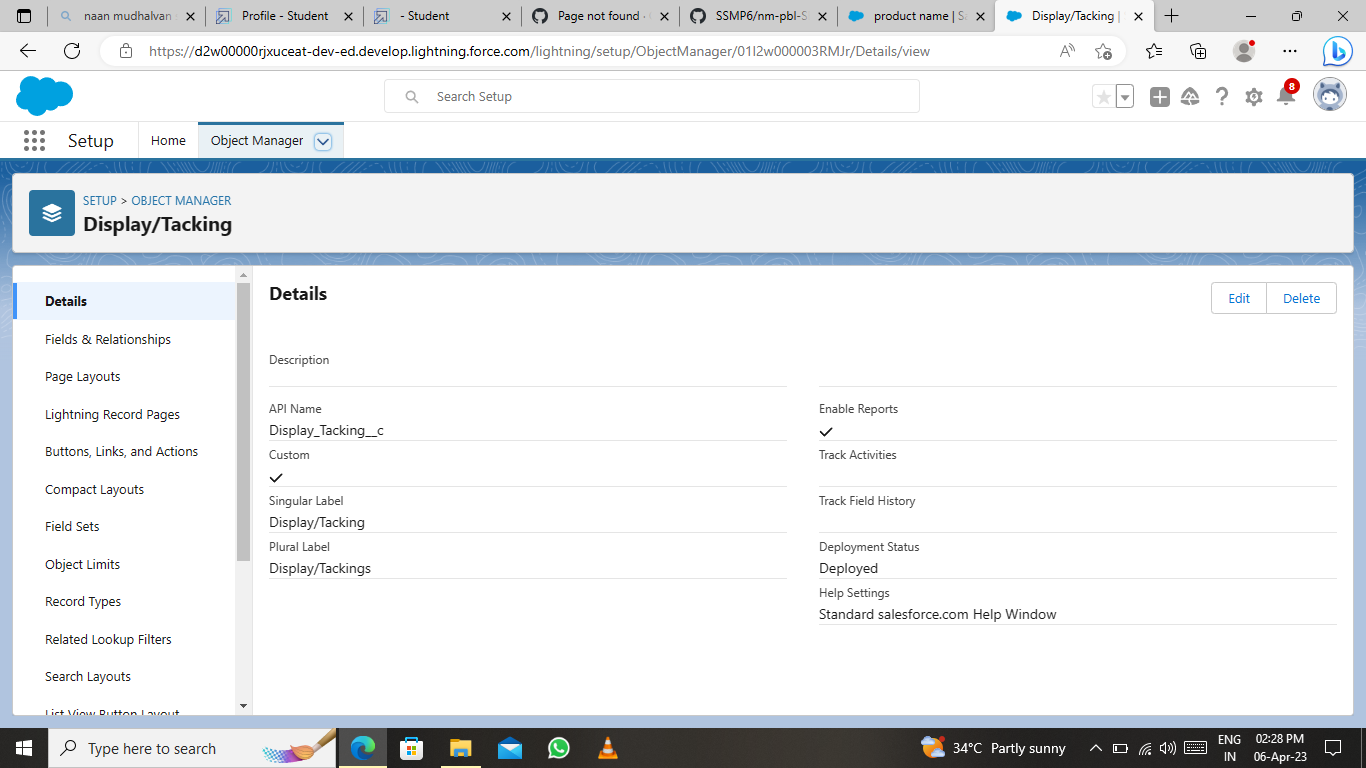 naan mudhalvan
Profile - Student
- Student
Page not found ·
SSMP6/nm-pbl-S
product name | Sa
Display/Tacking |
https://d2w00000rjxuceat-dev-ed.develop.lightning.force.com/lightning/setup/ObjectManager/01I2w000003RMJr/Details/view
Search Setup
8
Setup
Home
Object Manager
SETUP > OBJECT MANAGER
Display/Tacking
Details
Fields & Relationships
Page Layouts
Lightning Record Pages
Buttons, Links, and Actions
Compact Layouts
Field Sets
Object Limits
Record Types
Related Lookup Filters
Search Layouts
List View Button Layout
Details
Edit
Delete
Description
API Name
Display_Tacking__c
Custom
Singular Label
Display/Tacking
Plural Label
Display/Tackings
Enable Reports
Track Activities
Track Field History
Deployment Status
Deployed
Help Settings
Standard salesforce.com Help Window
Type here to search
34°C Partly sunny
ENG
IN
02:28 PM
06-Apr-23